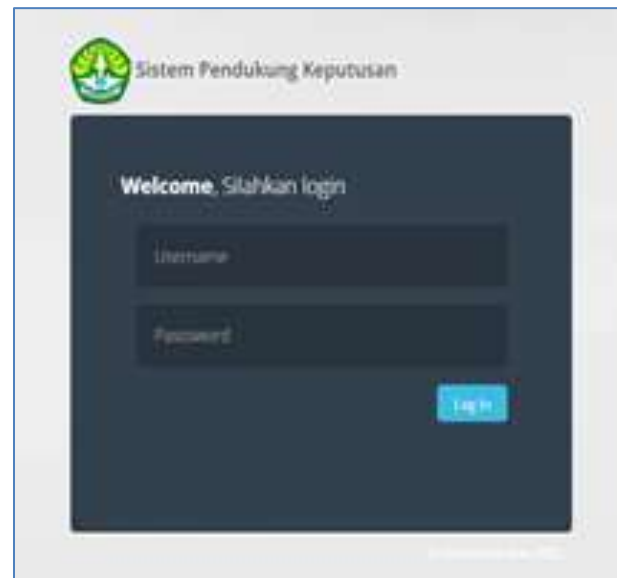 Sistem Pendukung Keputusan
Welcome, Silahkan login
Username
Password
Log In